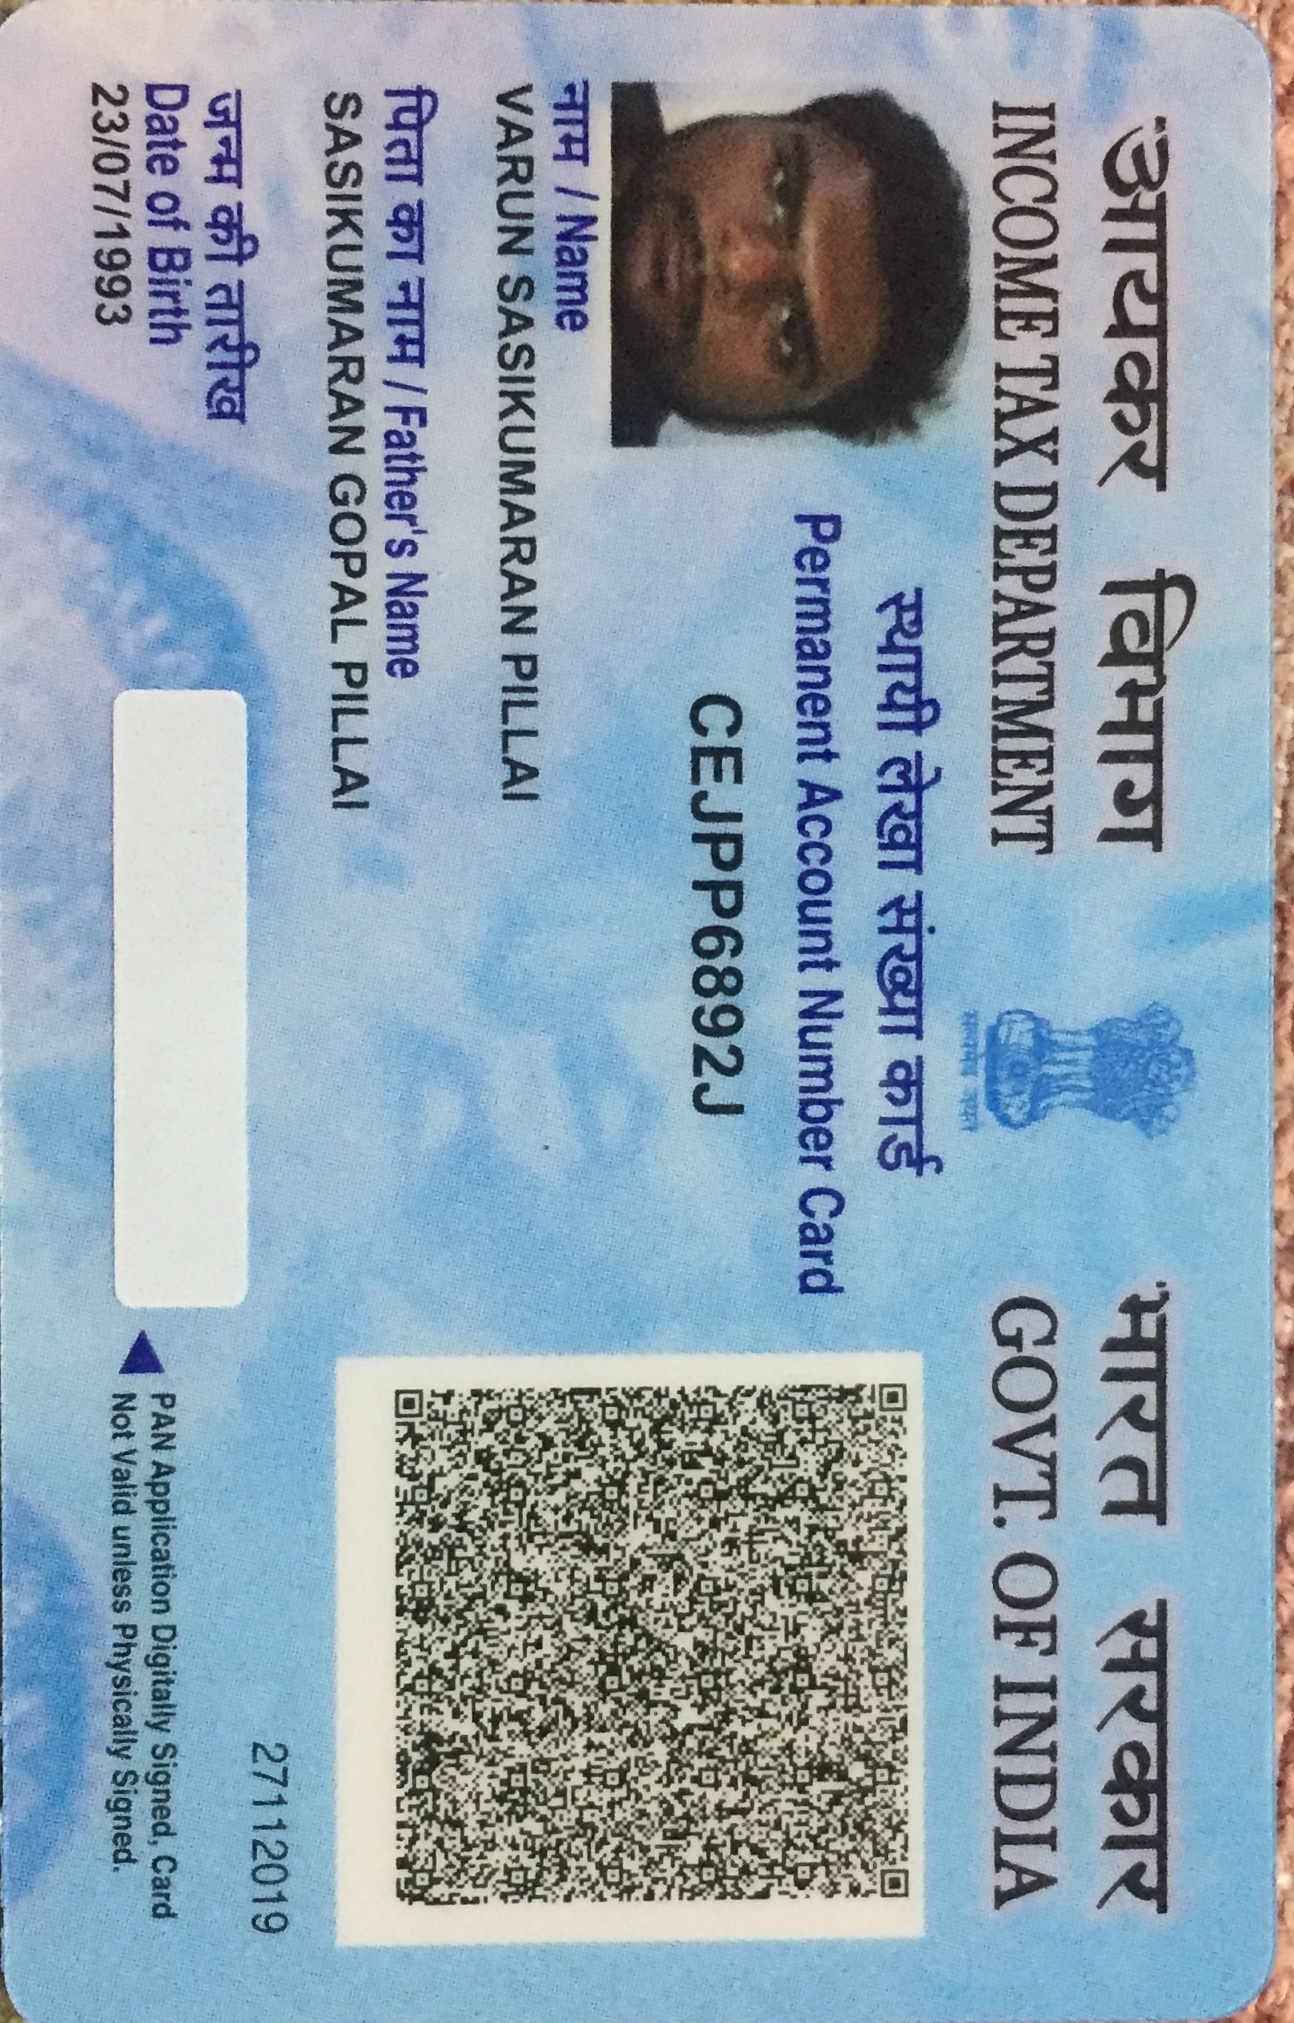 आयकर विभाग
INCOME TAX DEPARTMENT
सत्यमेव जयते
भारत सरकार
GOVT. OF INDIA
स्थायी लेखा संख्या कार्ड
Permanent Account Number Card
CEJPP6892J
नाम / Name
VARUN SASIKUMARAN PILLAI
पिता का नाम / Father's Name
SASIKUMARAN GOPAL PILLAI
जन्म की तारीख
Date of Birth
23/07/1993
27112019
PAN Application Digitally Signed, Card
Not Valid unless Physically Signed.